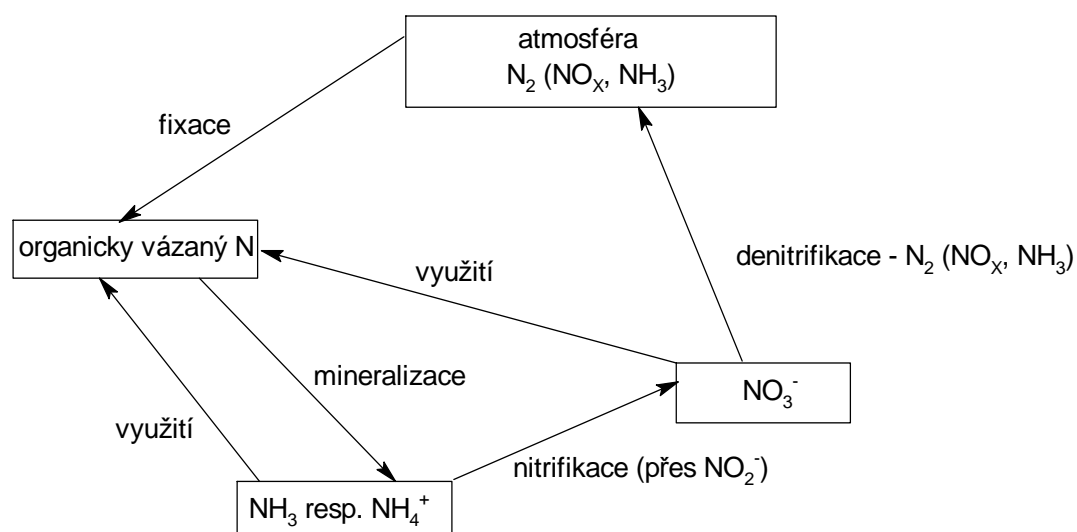 atmosféra
N₂ (NOₓ, NH₃)
fixace
organicky vázaný N
využití
denitrifikace - N₂ (NOₓ, NH₃)
mineralizace
NO₃⁻
využití
nitrifikace (přes NO₂⁻)
NH₃ resp. NH₄⁺